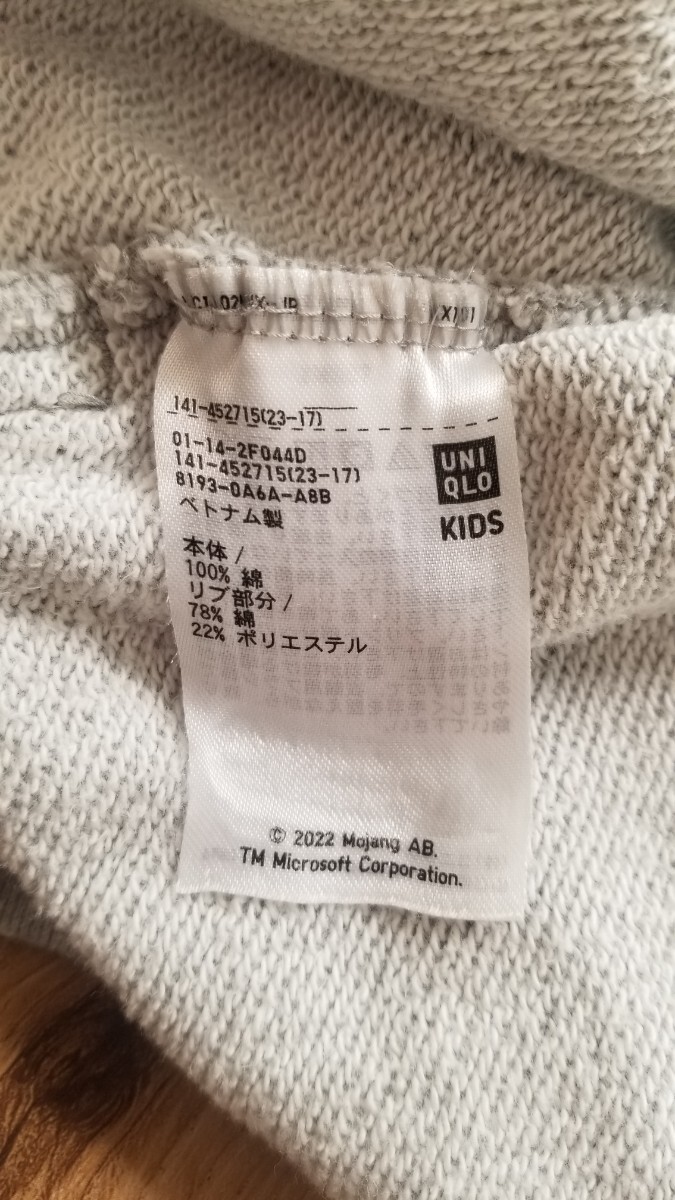 141-452715(23-17)
01-14-2F044D
141-452715(23-17)
8193-0A6A-A8B
ベトナム製
UNI
QLO
KIDS
本体 /
100% 綿
リブ部分 /
78% 綿
22% ポリエステル
© 2022 Mojang AB.
TM Microsoft Corporation.